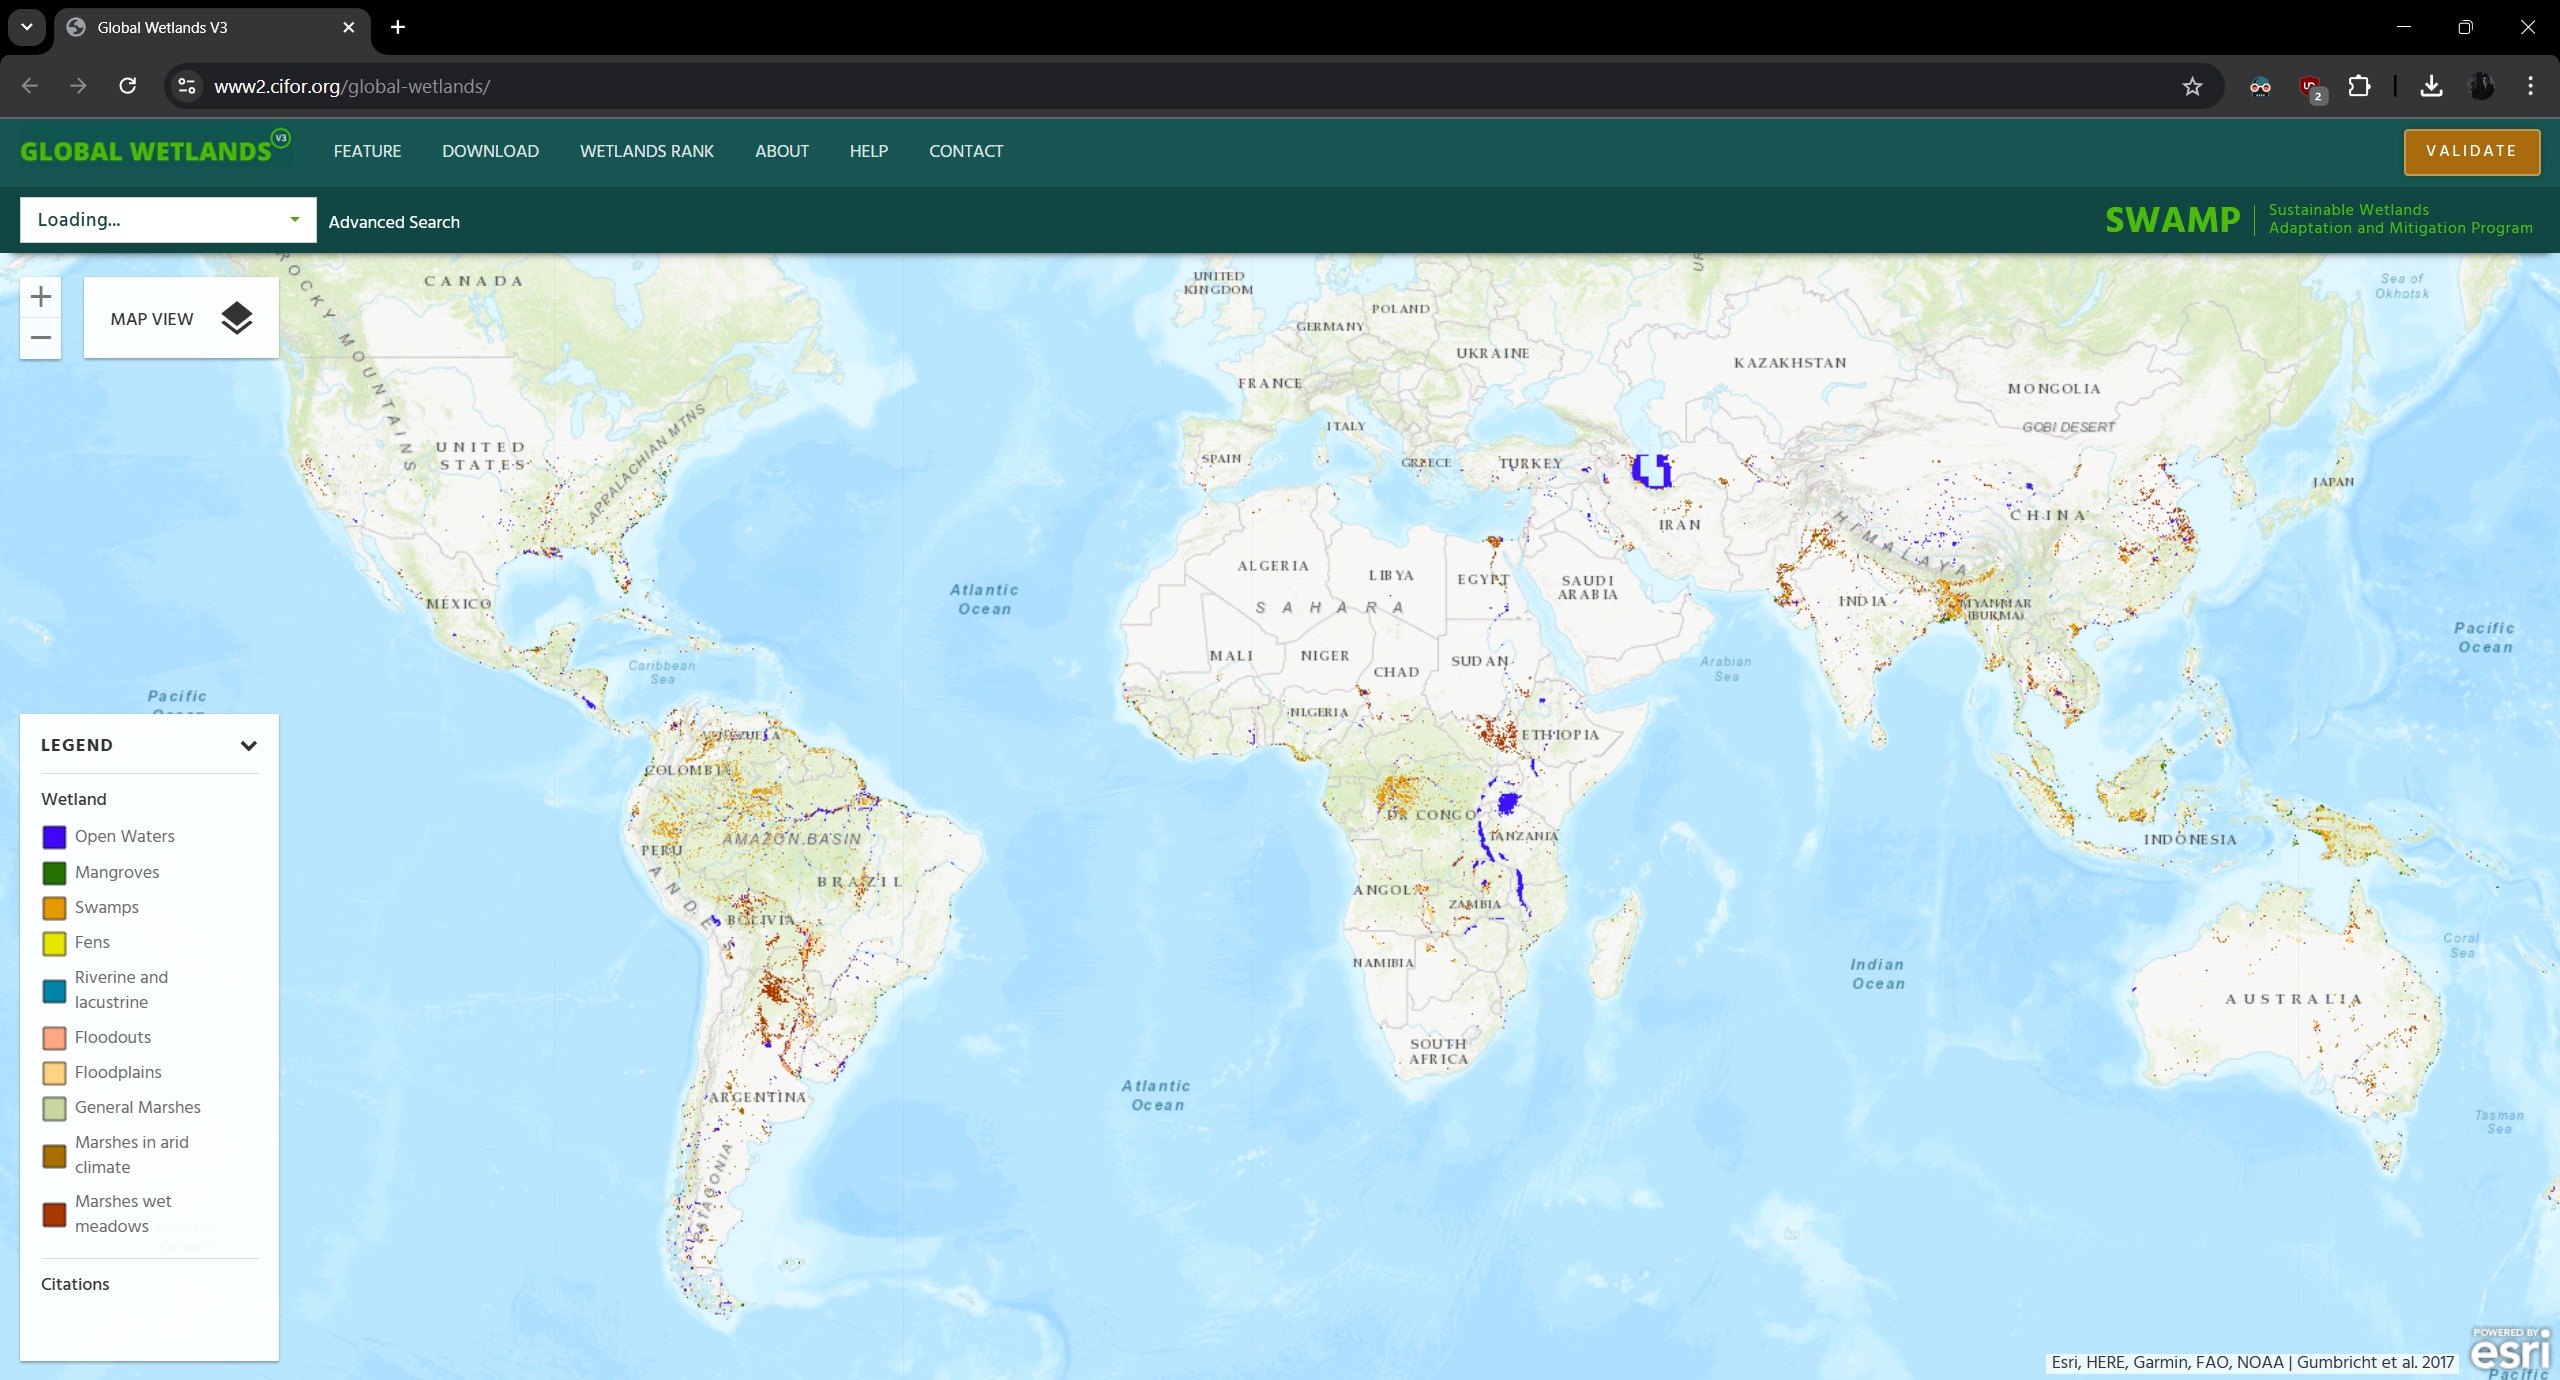 Global Wetlands V3
www2.cifor.org/global-wetlands/
2
GLOBAL WETLANDS V3
FEATURE
DOWNLOAD
WETLANDS RANK
ABOUT
HELP
CONTACT
VALIDATE
Loading...
Advanced Search
SWAMP
Sustainable Wetlands
Adaptation and Mitigation Program
+
−
MAP VIEW
ROCKY MOUNTAINS
CANADA
UNITED
KINGDOM
POLAND
GERMANY
UKRAINE
FRANCE
KAZAKHSTAN
MONGOLIA
Sea of
Okhotsk
GOBI DESERT
ITALY
SPAIN
GREECE
TURKEY
UNITED
STATES
APPALACHIAN MTNS
JAPAN
CHINA
IRAN
HIMALAYA
ALGERIA
LIBYA
EGYPT
SAUDI
ARABIA
SAHARA
INDIA
MYANMAR
(BURMA)
MÉXICO
Atlantic
Ocean
Pacific
Ocean
Caribbean
Sea
MALI
NIGER
CHAD
SUDAN
Arabian
Sea
Pacific
Ocean
NIGERIA
ETHIOPIA
VENEZUELA
COLOMBIA
AMAZON BASIN
PERU
BRAZIL
ANDES
BOLIVIA
DR CONGO
TANZANIA
ANGOLA
ZAMBIA
NAMIBIA
INDONESIA
Indian
Ocean
Coral
Sea
AUSTRALIA
SOUTH
AFRICA
Atlantic
Ocean
ARGENTINA
PATAGONIA
Tasman
Sea
LEGEND
Wetland
Open Waters
Mangroves
Swamps
Fens
Riverine and
lacustrine
Floodouts
Floodplains
General Marshes
Marshes in arid
climate
Marshes wet
meadows
Pacific
Ocean
Citations
POWERED BY
esri
Esri, HERE, Garmin, FAO, NOAA | Gumbricht et al. 2017
Pacific